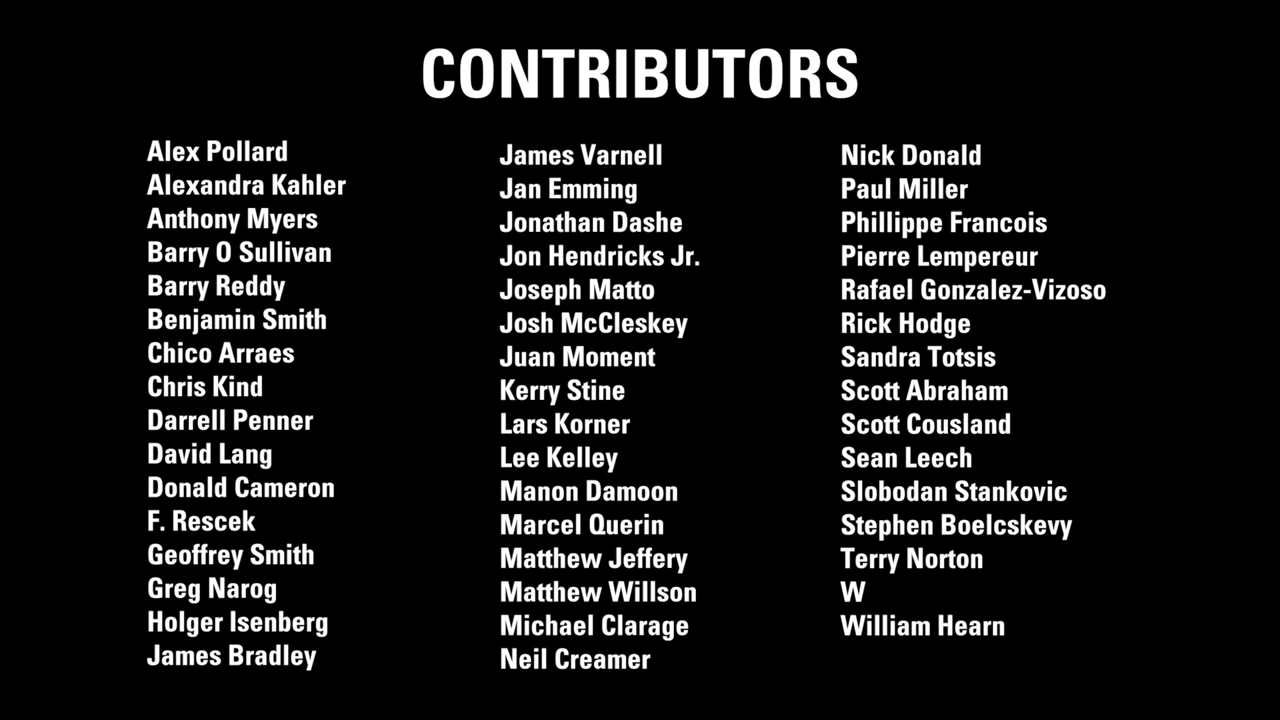 CONTRIBUTORS
Alex Pollard
Alexandra Kahler
Anthony Myers
Barry O Sullivan
Barry Reddy
Benjamin Smith
Chico Arraes
Chris Kind
Darrell Penner
David Lang
Donald Cameron
F. Rescek
Geoffrey Smith
Greg Narog
Holger Isenberg
James Bradley
James Varnell
Jan Emming
Jonathan Dashe
Jon Hendricks Jr.
Joseph Matto
Josh McCleskey
Juan Moment
Kerry Stine
Lars Korner
Lee Kelley
Manon Damoon
Marcel Querin
Matthew Jeffery
Matthew Willson
Michael Clarage
Neil Creamer
Nick Donald
Paul Miller
Phillippe Francois
Pierre Lempereur
Rafael Gonzalez-Vizoso
Rick Hodge
Sandra Totsis
Scott Abraham
Scott Cousland
Sean Leech
Slobodan Stankovic
Stephen Boelcskevy
Terry Norton
W
William Hearn